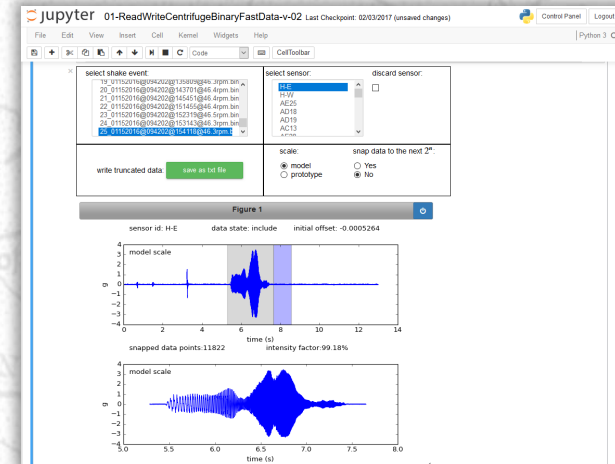 jupyter 01-ReadWriteCentrifugeBinaryFastData-v-02 Last Checkpoint: 02/03/2017 (unsaved changes) Control Panel Logout
File Edit View Insert Cell Kernel Widgets Help Python 3
Code CellToolbar
select shake event: select sensor: discard sensor:
19_01152016@094202@135809@46.3rpm.bin
20_01152016@094202@143701@46.4rpm.bin
21_01152016@094202@145451@46.4rpm.bin
22_01152016@094202@151455@46.4rpm.bin
23_01152016@094202@152319@46.5rpm.bin
24_01152016@094202@153143@46.3rpm.bin
25_01152016@094202@154118@46.3rpm.b
H-E
H-W
AE25
AD18
AD19
AC13
scale: snap data to the next 2ⁿ:
write truncated data: save as txt file
model Yes
prototype No
Figure 1
sensor id: H-E data state: include initial offset: -0.0005264
model scale
g
4 3 2 1 0 −1 −2 −3 −4
0 2 4 6 8 10 12 14
time (s)
snapped data points:11822 intensity factor:99.18%
model scale
g
4 3 2 1 0 −1 −2 −3 −4
5.0 5.5 6.0 6.5 7.0 7.5 8.0
time (s)